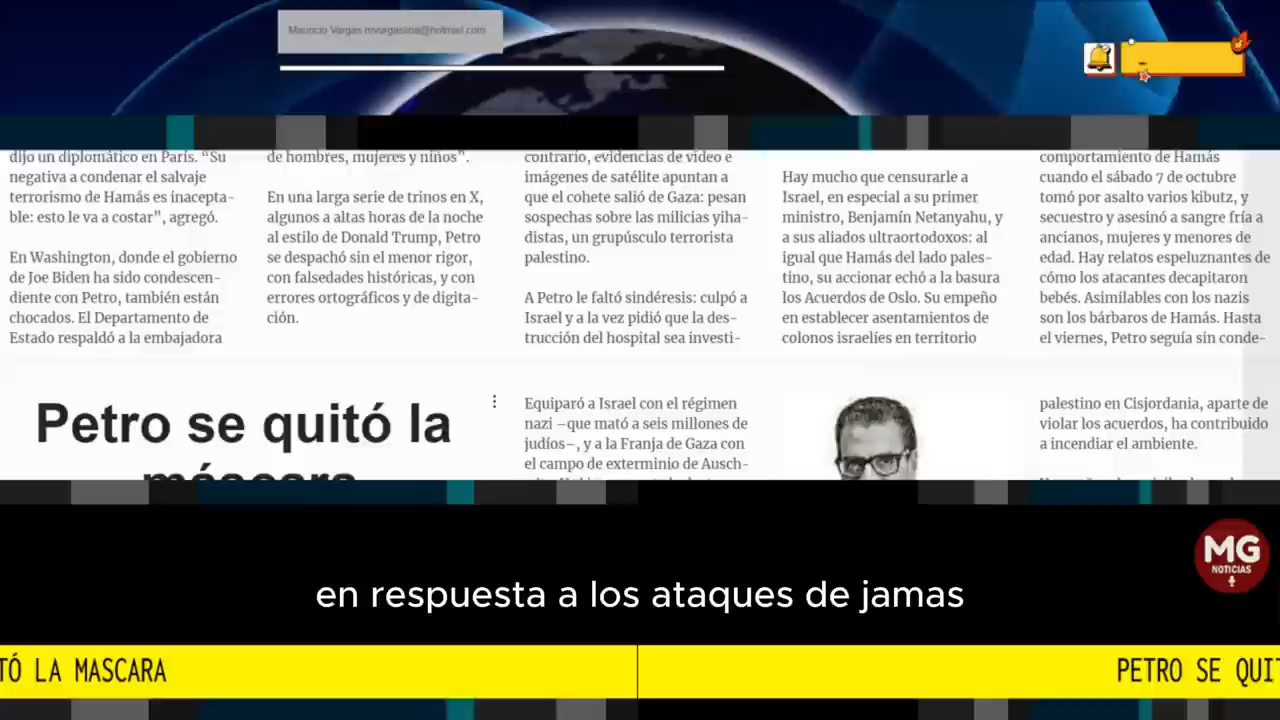 Mauricio Vargas mvargaslina@hotmail.com
dijo un diplomático en París. “Su
negativa a condenar el salvaje
terrorismo de Hamás es inacepta-
ble: esto le va a costar”, agregó.
En Washington, donde el gobierno
de Joe Biden ha sido condescen-
diente con Petro, también están
chocados. El Departamento de
Estado respaldó a la embajadora
de hombres, mujeres y niños”.
En una larga serie de trinos en X,
algunos a altas horas de la noche
al estilo de Donald Trump, Petro
se despachó sin el menor rigor,
con falsedades históricas, y con
errores ortográficos y de digita-
ción.
contrario, evidencias de video e
imágenes de satélite apuntan a
que el cohete salió de Gaza: pesan
sospechas sobre las milicias yiha-
distas, un grupúsculo terrorista
palestino.
A Petro le faltó sindéresis: culpó a
Israel y a la vez pidió que la des-
trucción del hospital sea investi-
Hay mucho que censurarle a
Israel, en especial a su primer
ministro, Benjamín Netanyahu, y
a sus aliados ultraortodoxos: al
igual que Hamás del lado pales-
tino, su accionar echó a la basura
los Acuerdos de Oslo. Su empeño
en establecer asentamientos de
colonos israelíes en territorio
comportamiento de Hamás
cuando el sábado 7 de octubre
tomó por asalto varios kibutz, y
secuestro y asesinó a sangre fría a
ancianos, mujeres y menores de
edad. Hay relatos espeluznantes de
cómo los atacantes decapitaron
bebés. Asimilables con los nazis
son los bárbaros de Hamás. Hasta
el viernes, Petro seguía sin conde-
Petro se quitó la
máscara
Equiparó a Israel con el régimen
nazi –que mató a seis millones de
judíos–, y a la Franja de Gaza con
el campo de exterminio de Ausch-
palestino en Cisjordania, aparte de
violar los acuerdos, ha contribuido
a incendiar el ambiente.
MG
NOTICIAS
en respuesta a los ataques de jamas
TÓ LA MASCARA
PETRO SE QUIT